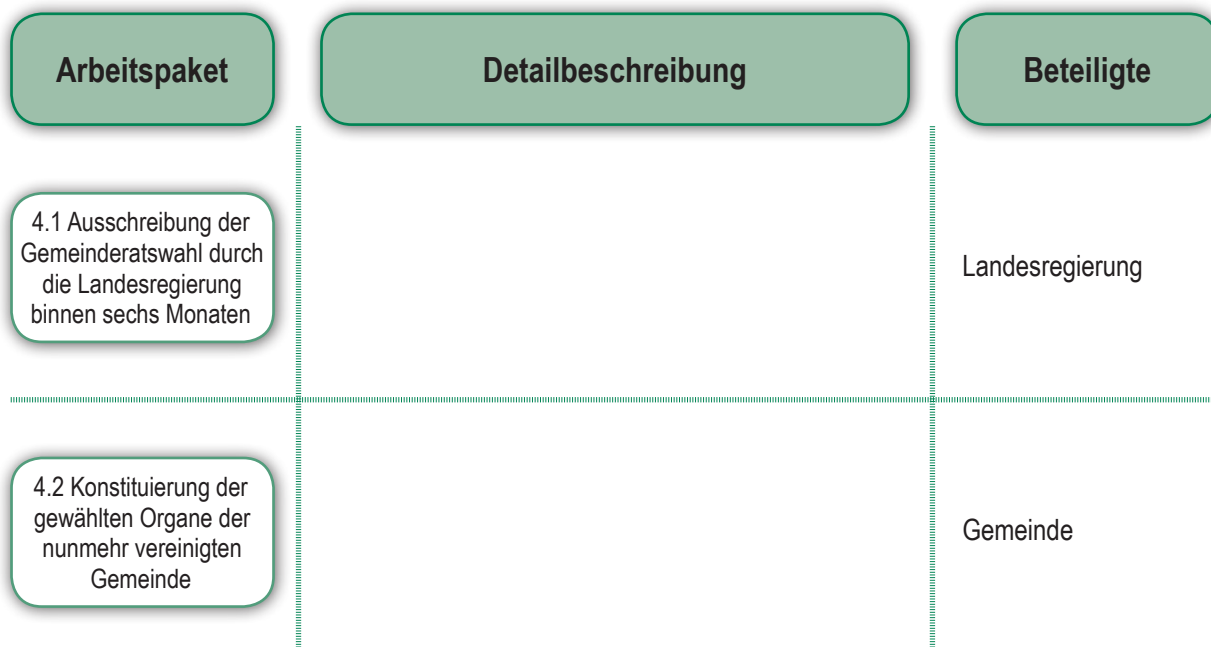 Arbeitspaket
Detailbeschreibung
Beteiligte
4.1 Ausschreibung der
Gemeinderatswahl durch
die Landesregierung
binnen sechs Monaten
Landesregierung
4.2 Konstituierung der
gewählten Organe der
nunmehr vereinigten
Gemeinde
Gemeinde